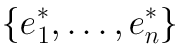 $\{e_1^*, \ldots, e_n^*\}$